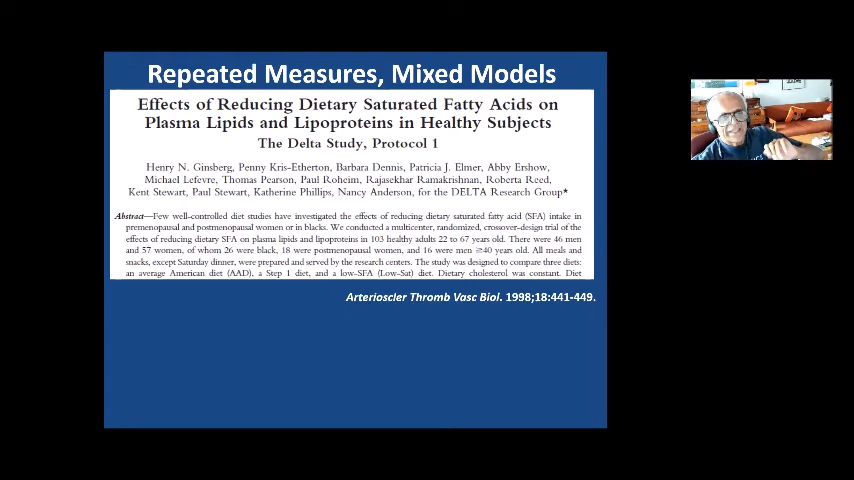 Repeated Measures, Mixed Models
Effects of Reducing Dietary Saturated Fatty Acids on
Plasma Lipids and Lipoproteins in Healthy Subjects
The Delta Study, Protocol 1
Henry N. Ginsberg, Penny Kris-Etherton, Barbara Dennis, Patricia J. Elmer, Abby Ershow,
Michael Lefevre, Thomas Pearson, Paul Roheim, Rajasekhar Ramakrishnan, Roberta Reed,
Kent Stewart, Paul Stewart, Katherine Phillips, Nancy Anderson, for the DELTA Research Group*
Abstract—Few well-controlled diet studies have investigated the effects of reducing dietary saturated fatty acid (SFA) intake in
premenopausal and postmenopausal women or in blacks. We conducted a multicenter, randomized, crossover-design trial of the
effects of reducing dietary SFA on plasma lipids and lipoproteins in 103 healthy adults 22 to 67 years old. There were 46 men
and 57 women, of whom 26 were black, 18 were postmenopausal women, and 16 were men ≥40 years old. All meals and
snacks, except Saturday dinner, were prepared and served by the research centers. The study was designed to compare three diets:
an average American diet (AAD), a Step 1 diet, and a low-SFA (Low-Sat) diet. Dietary cholesterol was constant. Diet
Arterioscler Thromb Vasc Biol. 1998;18:441-449.